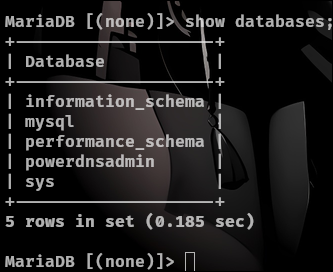 MariaDB [(none)]> show databases;
+--------------------+
| Database           |
+--------------------+
| information_schema |
| mysql              |
| performance_schema |
| powerdnsadmin      |
| sys                |
+--------------------+
5 rows in set (0.185 sec)
MariaDB [(none)]>